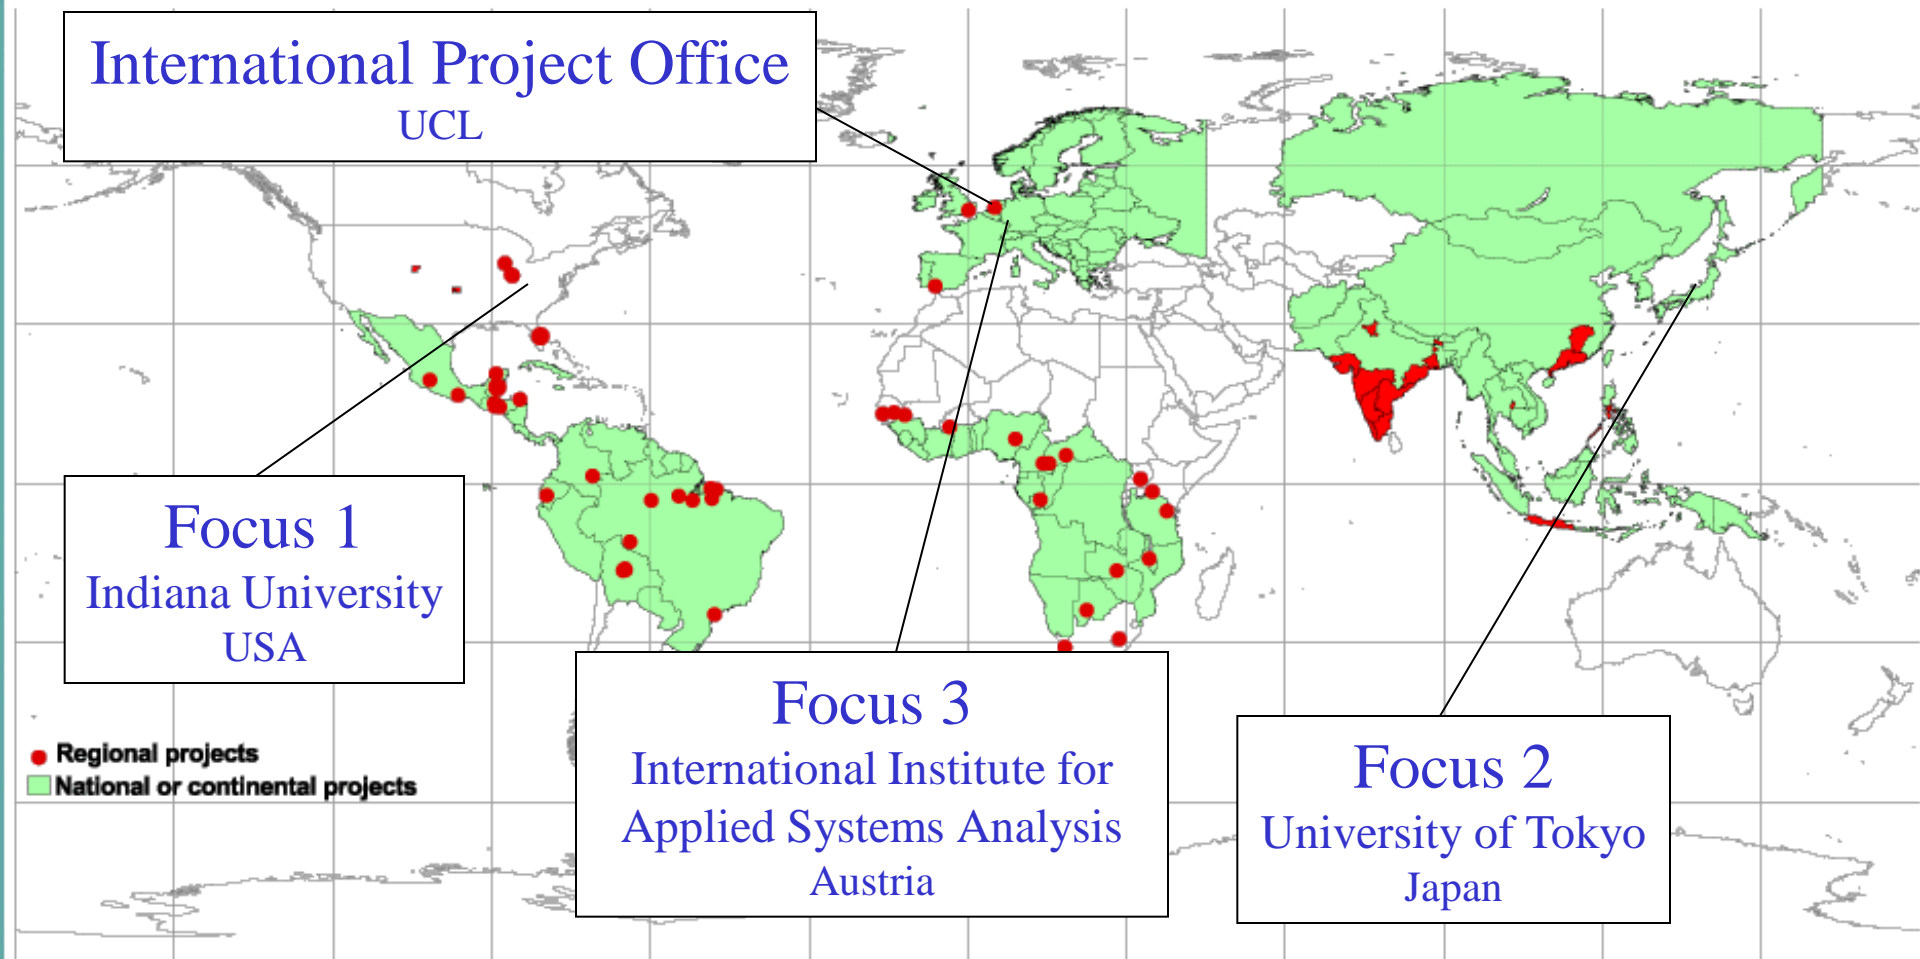 International Project Office
UCL
Focus 1
Indiana University
USA
Focus 3
International Institute for
Applied Systems Analysis
Austria
Focus 2
University of Tokyo
Japan
Regional projects
National or continental projects